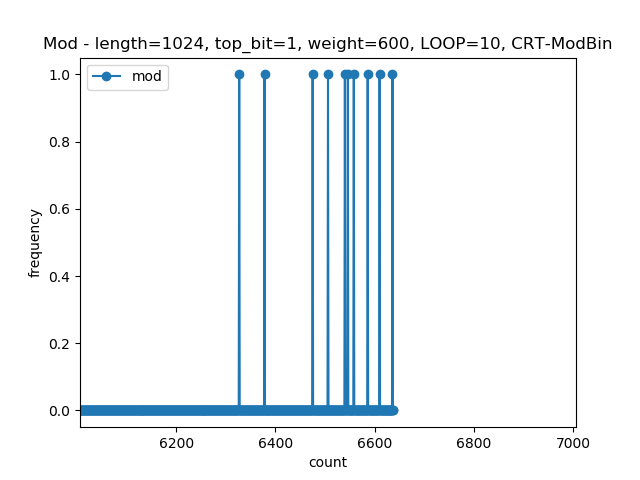 Mod - length=1024, top_bit=1, weight=600, LOOP=10, CRT-ModBin
mod
frequency
1.0
0.8
0.6
0.4
0.2
0.0
6200 6400 6600 6800 7000
count